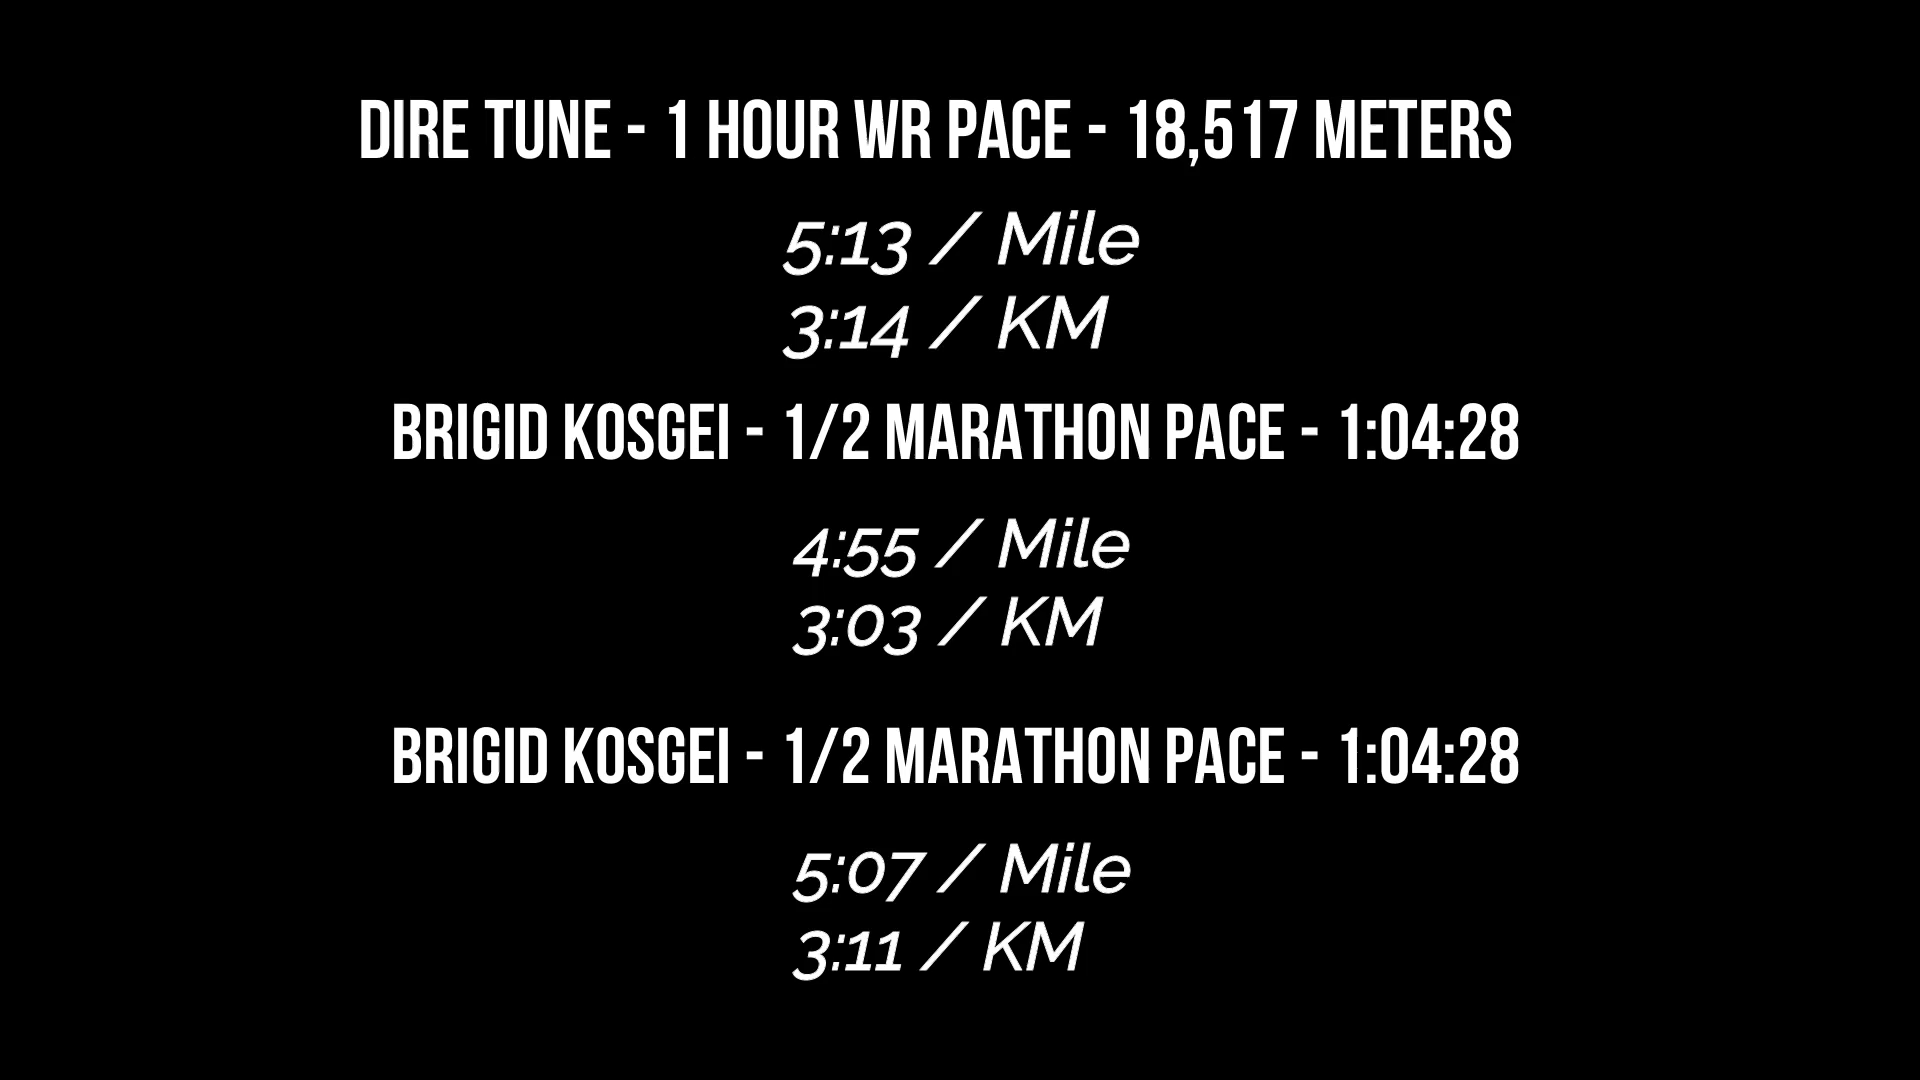 DIRE TUNE - 1 HOUR WR PACE - 18,517 METERS
5:13 / Mile
3:14 / KM
BRIGID KOSGEI - 1/2 MARATHON PACE - 1:04:28
4:55 / Mile
3:03 / KM
BRIGID KOSGEI - 1/2 MARATHON PACE - 1:04:28
5:07 / Mile
3:11 / KM